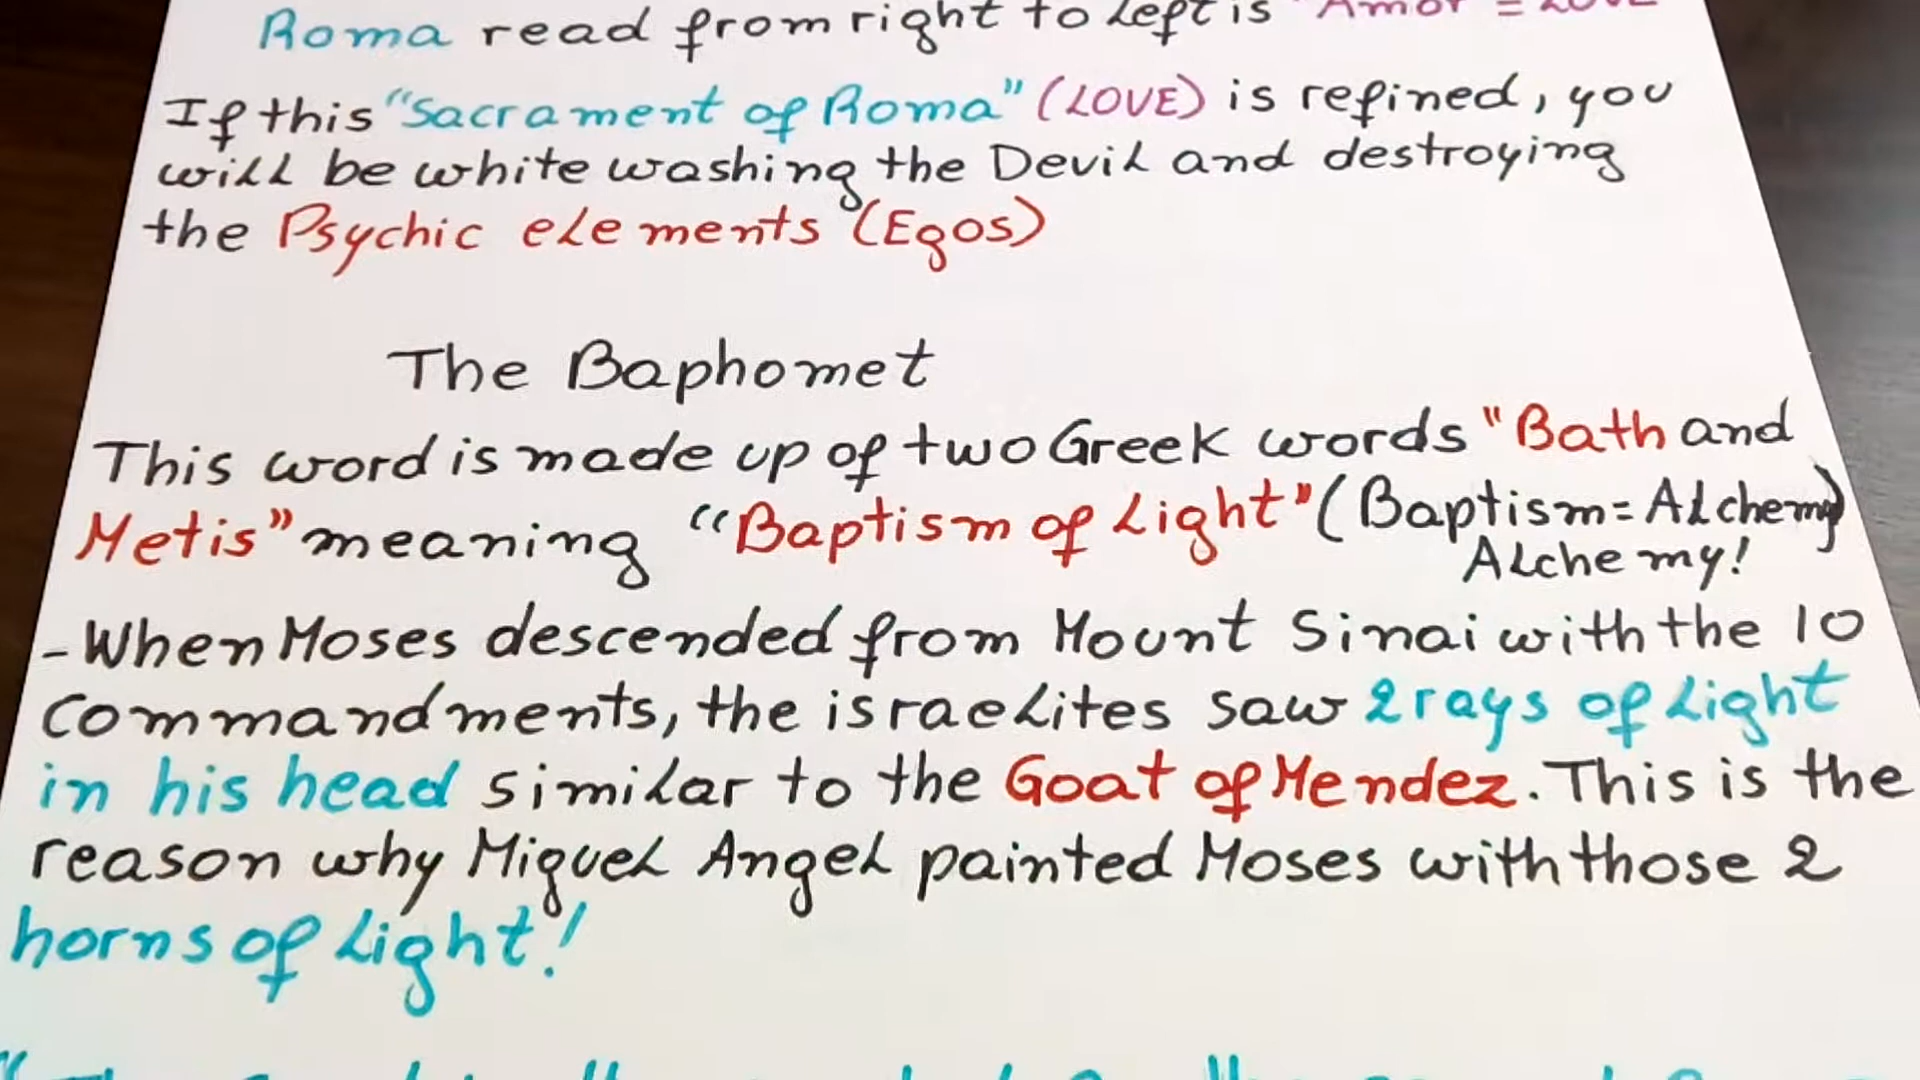 Roma read from right to left is "Amor" = LOVE
If this "Sacrament of Roma" (LOVE) is refined, you
will be white washing the Devil and destroying
the Psychic elements (Egos)
The Baphomet
This word is made up of two Greek words "Bath and
Metis" meaning "Baptism of Light" (Baptism = Alchemy)
Alchemy!
- When Moses descended from Mount Sinai with the 10
commandments, the israelites saw 2 rays of Light
in his head similar to the Goat of Mendez. This is the
reason why Miguel Angel painted Moses with those 2
horns of Light!